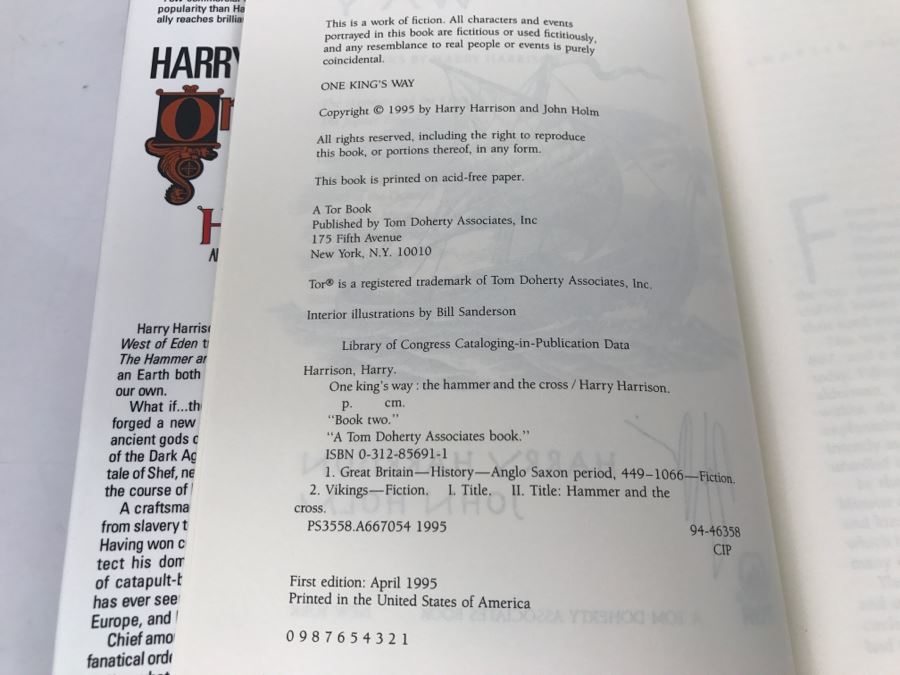 popularity than Ha
ally reaches brillia
HARRY
H
Harry Harriso
West of Eden t
The Hammer an
an Earth both
our own.
What if...th
forged a new
ancient gods o
of the Dark Ag
tale of Shef, ne
the course of
A craftsma
from slavery t
Having won c
tect his dom
of catapult-b
has ever see
Europe, and
Chief amo
fanatical orde
This is a work of fiction. All characters and events
portrayed in this book are fictitious or used fictitiously,
and any resemblance to real people or events is purely
coincidental.
ONE KING'S WAY
Copyright © 1995 by Harry Harrison and John Holm
All rights reserved, including the right to reproduce
this book, or portions thereof, in any form.
This book is printed on acid-free paper.
A Tor Book
Published by Tom Doherty Associates, Inc
175 Fifth Avenue
New York, N.Y. 10010
Tor® is a registered trademark of Tom Doherty Associates, Inc.
Interior illustrations by Bill Sanderson
Library of Congress Cataloging-in-Publication Data
Harrison, Harry.
One king's way : the hammer and the cross / Harry Harrison.
p. cm.
"Book two."
"A Tom Doherty Associates book."
ISBN 0-312-85691-1
1. Great Britain—History—Anglo Saxon period, 449–1066—Fiction.
2. Vikings—Fiction. I. Title. II. Title: Hammer and the
cross.
PS3558.A667054 1995
94-46358
CIP
First edition: April 1995
Printed in the United States of America
0 9 8 7 6 5 4 3 2 1